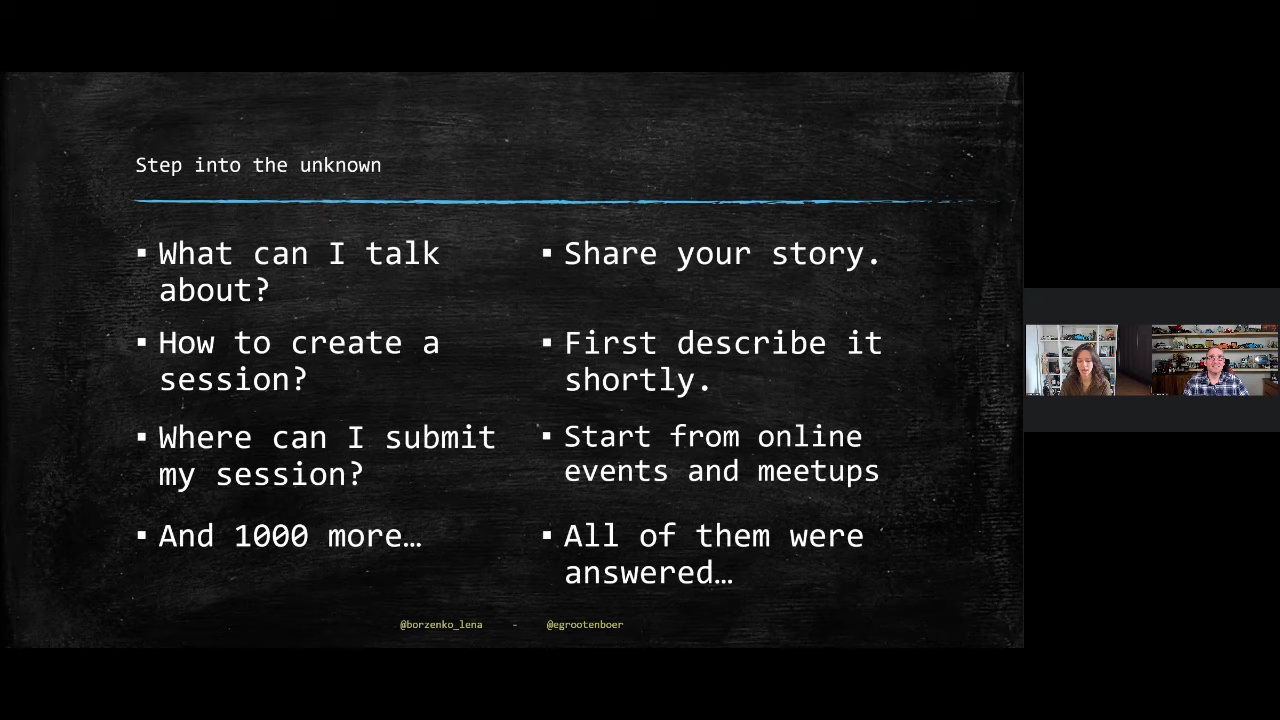 Step into the unknown
▪ What can I talk
about?
▪ How to create a
session?
▪ Where can I submit
my session?
▪ And 1000 more…
▪ Share your story.
▪ First describe it
shortly.
▪ Start from online
events and meetups
▪ All of them were
answered…
@borzenko_lena - @egrootenboer